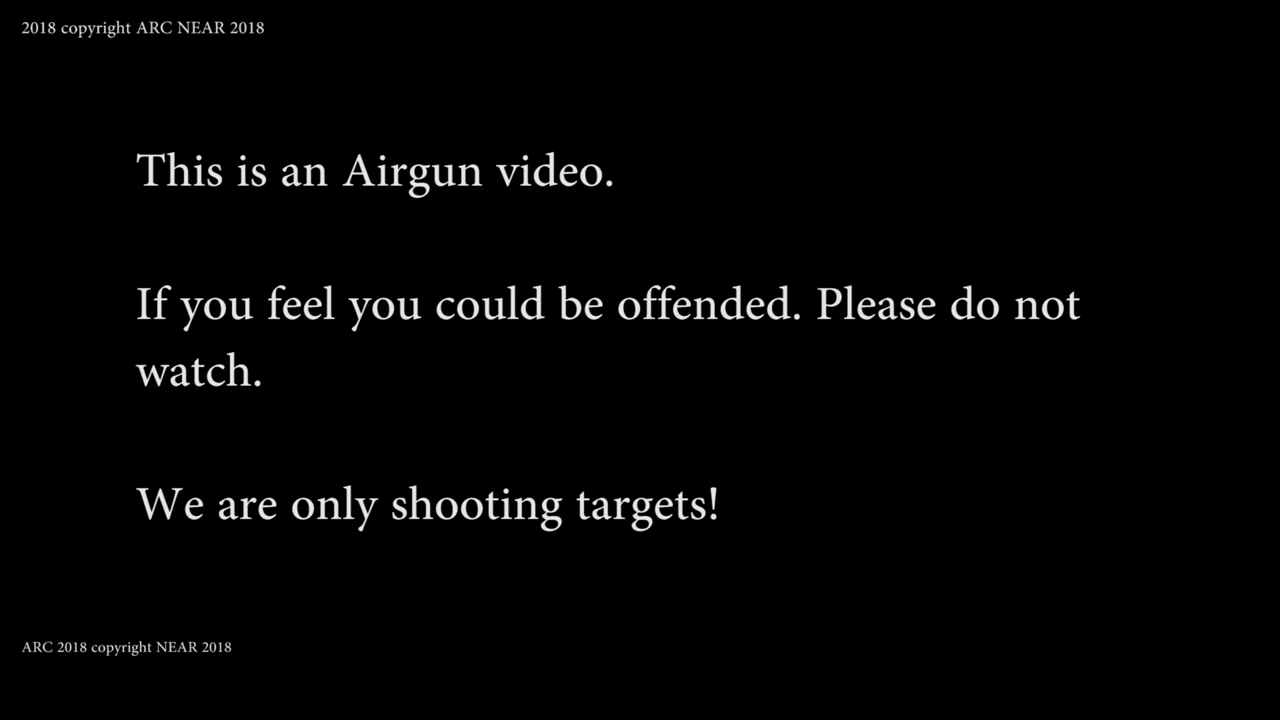 2018 copyright ARC NEAR 2018
This is an Airgun video.
If you feel you could be offended. Please do not
watch.
We are only shooting targets!
ARC 2018 copyright NEAR 2018